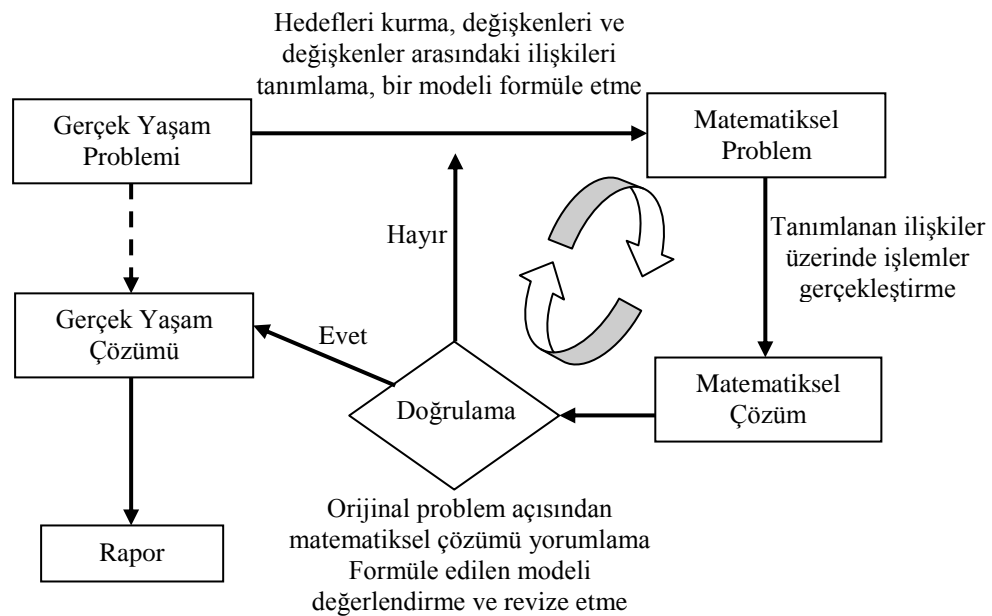 Hedefleri kurma, değişkenleri ve
değişkenler arasındaki ilişkileri
tanımlama, bir modeli formüle etme
Gerçek Yaşam
Problemi
Matematiksel
Problem
Hayır
Tanımlanan ilişkiler
üzerinde işlemler
gerçekleştirme
Gerçek Yaşam
Çözümü
Evet
Doğrulama
Matematiksel
Çözüm
Orijinal problem açısından
matematiksel çözümü yorumlama
Formüle edilen modeli
değerlendirme ve revize etme
Rapor